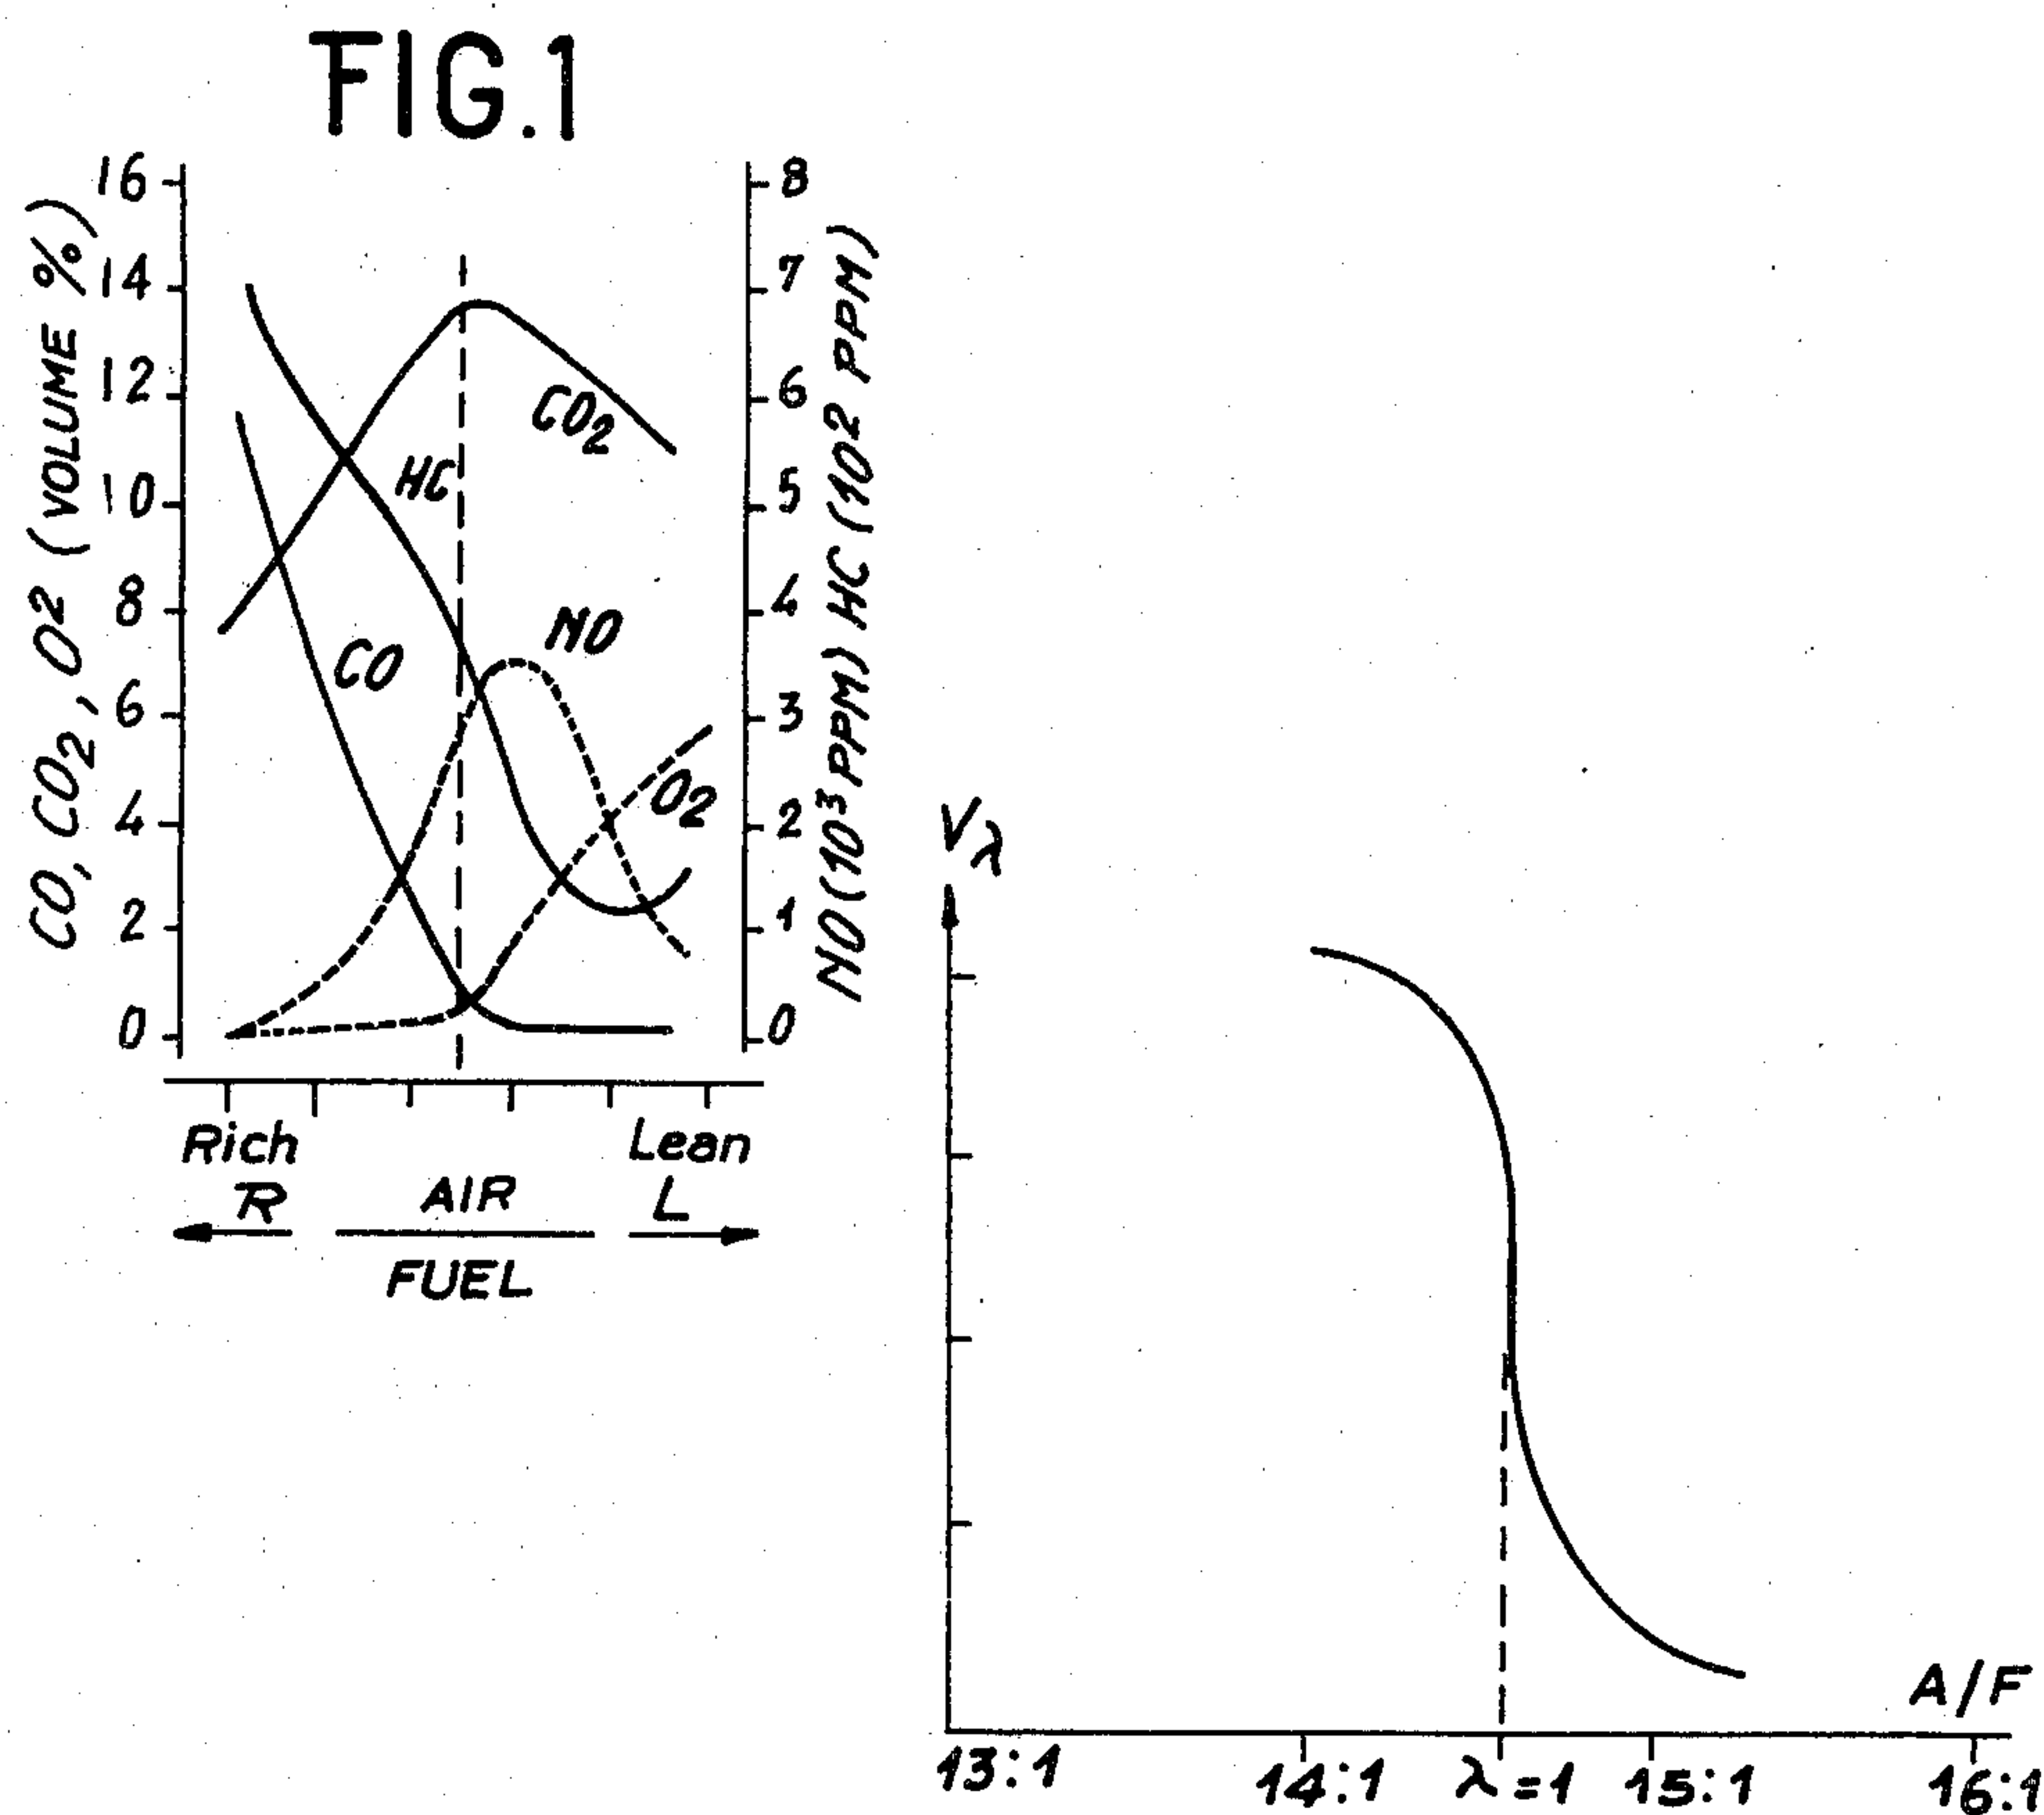 FIG.1
CO, CO2, O2 (VOLUME %)
16
14
12
10
8
6
4
2
0
CO2
HC
NO
CO
O2
8
7
6
5
4
3
2
1
0
NO (10³ PPM) HC (10² PPM)
Rich
Lean
R
AIR
L
FUEL
Vλ
A/F
13:1
14:1
λ=1
15:1
16:1